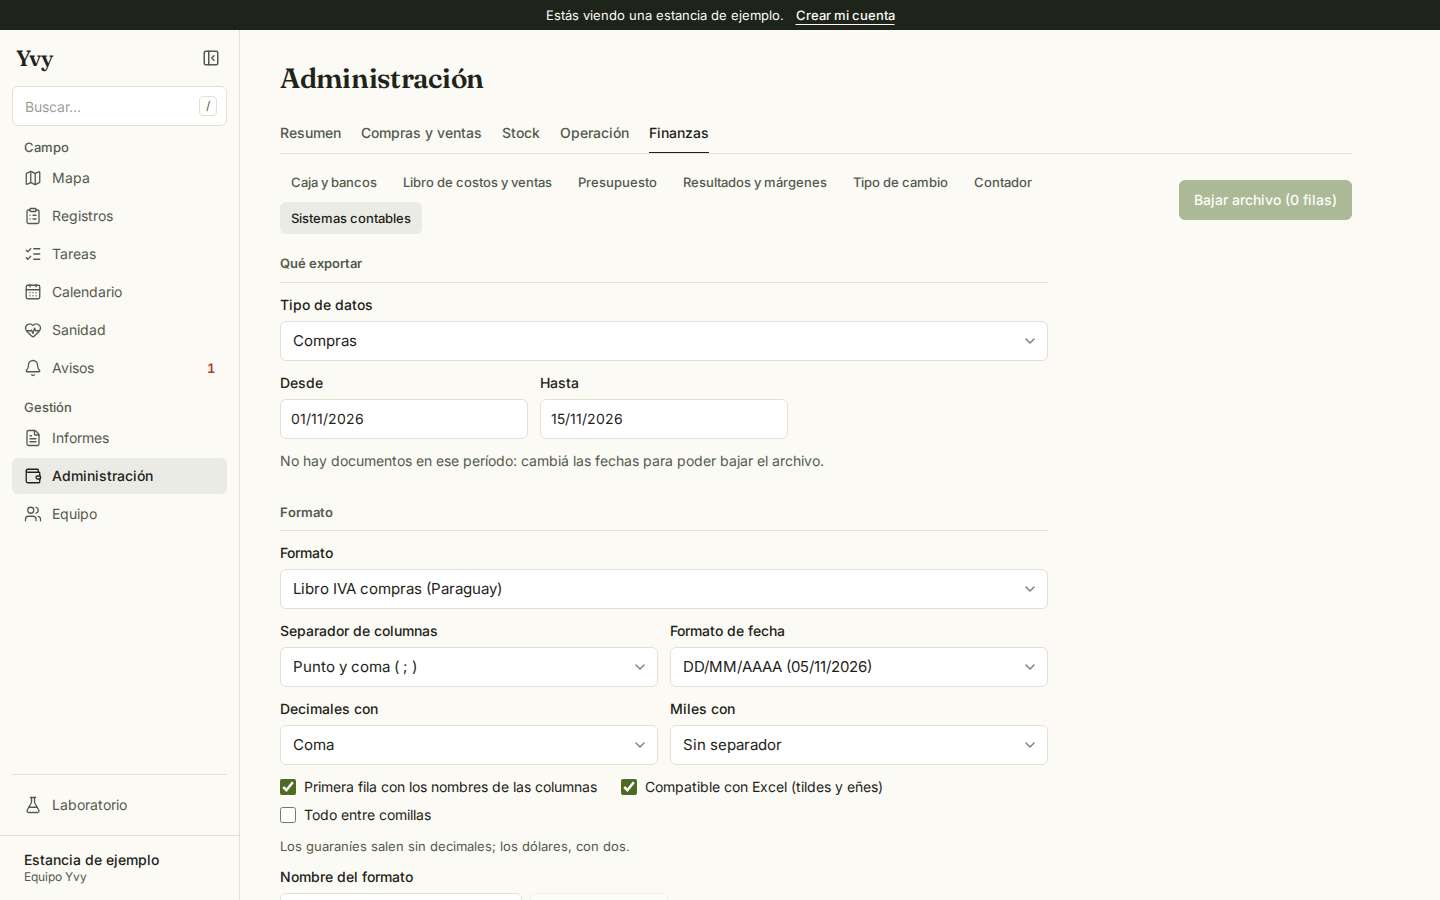 Estás viendo una estancia de ejemplo. Crear mi cuenta
Yvy
Buscar... /
Campo
Mapa
Registros
Tareas
Calendario
Sanidad
Avisos 1
Gestión
Informes
Administración
Equipo
Laboratorio
Estancia de ejemplo
Equipo Yvy
Administración
Resumen Compras y ventas Stock Operación Finanzas
Caja y bancos Libro de costos y ventas Presupuesto Resultados y márgenes Tipo de cambio Contador
Sistemas contables
Bajar archivo (0 filas)
Qué exportar
Tipo de datos
Compras
Desde Hasta
01/11/2026 15/11/2026
No hay documentos en ese período: cambiá las fechas para poder bajar el archivo.
Formato
Formato
Libro IVA compras (Paraguay)
Separador de columnas Formato de fecha
Punto y coma ( ; ) DD/MM/AAAA (05/11/2026)
Decimales con Miles con
Coma Sin separador
Primera fila con los nombres de las columnas Compatible con Excel (tildes y eñes)
Todo entre comillas
Los guaraníes salen sin decimales; los dólares, con dos.
Nombre del formato